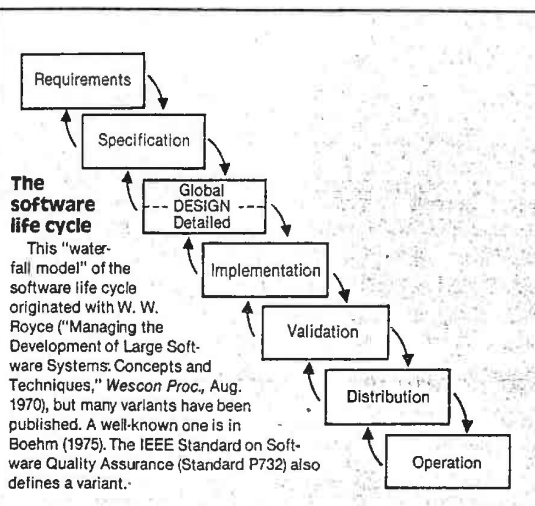 Requirements
Specification
Global
DESIGN
Detailed
Implementation
Validation
Distribution
Operation
The
software
life cycle
This "water-
fall model" of the
software life cycle
originated with W. W.
Royce ("Managing the
Development of Large Soft-
ware Systems: Concepts and
Techniques," Wescon Proc., Aug.
1970), but many variants have been
published. A well-known one is in
Boehm (1975). The IEEE Standard on Soft-
ware Quality Assurance (Standard P732) also
defines a variant.